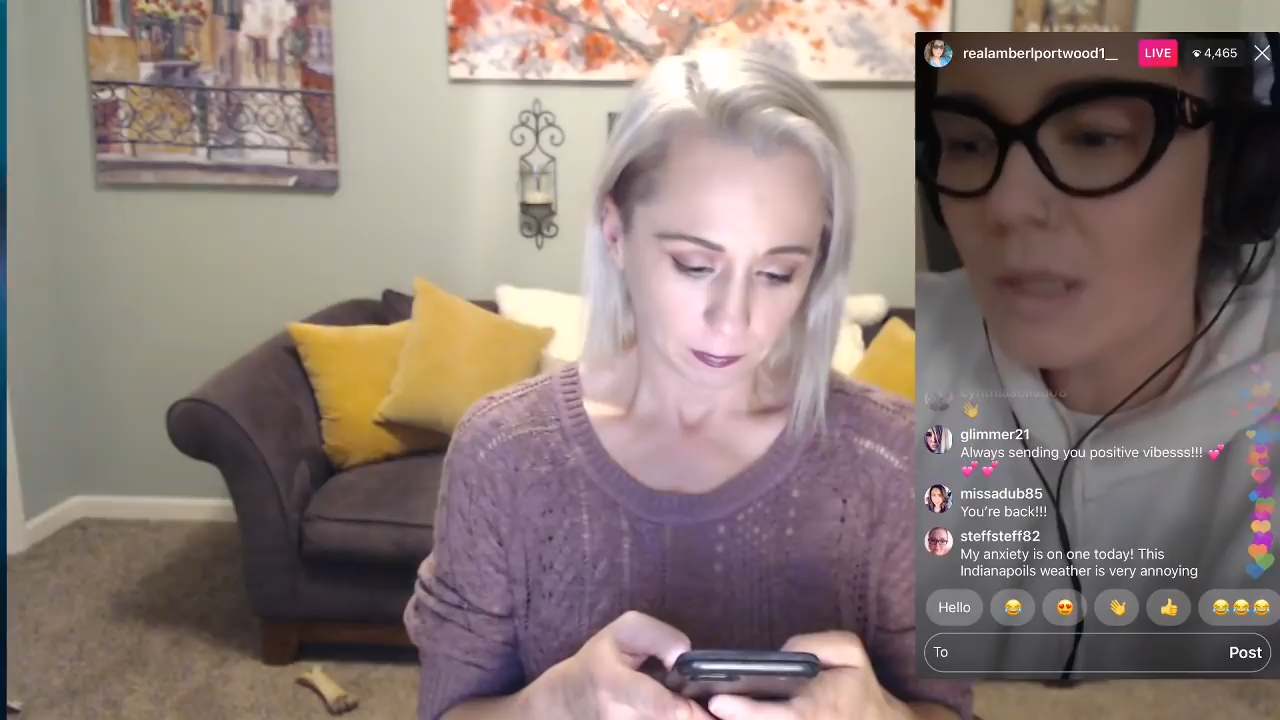 realamberlportwood1__ LIVE 4,465
glimmer21
Always sending you positive vibesss!!! 💕
💕 💕
missadub85
You're back!!!
steffsteff82
My anxiety is on one today! This
Indianapoils weather is very annoying
Hello 😂 😍 👋 👍 😂😂😂
To Post